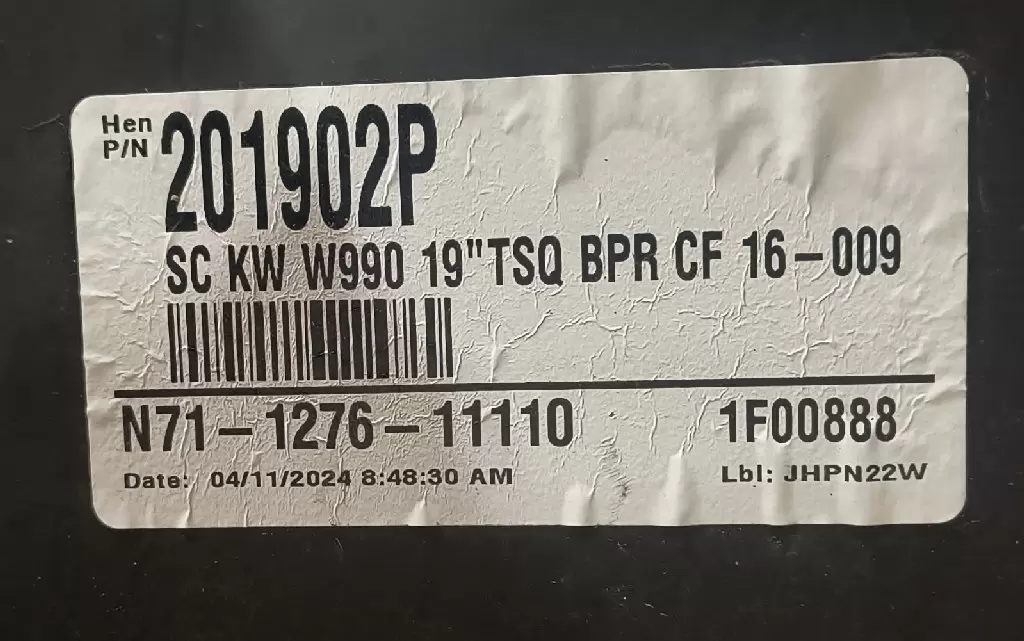 Hen
P/N 201902P
SC KW W990 19"TSQ BPR CF 16-009
N71-1276-11110 1F00888
Date: 04/11/2024 8:48:30 AM Lbl: JHPN22W